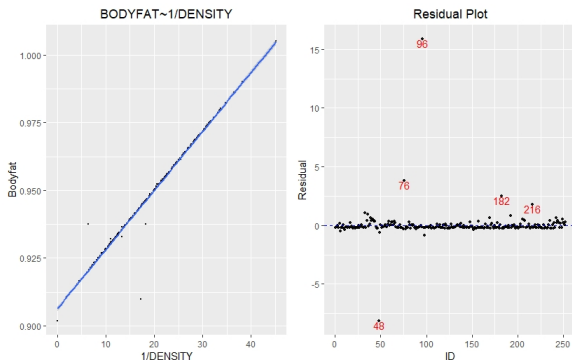 BODYFAT~1/DENSITY
1.000
0.975
0.950
0.925
0.900
Bodyfat
0 10 20 30 40
1/DENSITY
Residual Plot
15
10
5
0
-5
Residual
96
76
182
216
48
0 50 100 150 200 250
ID